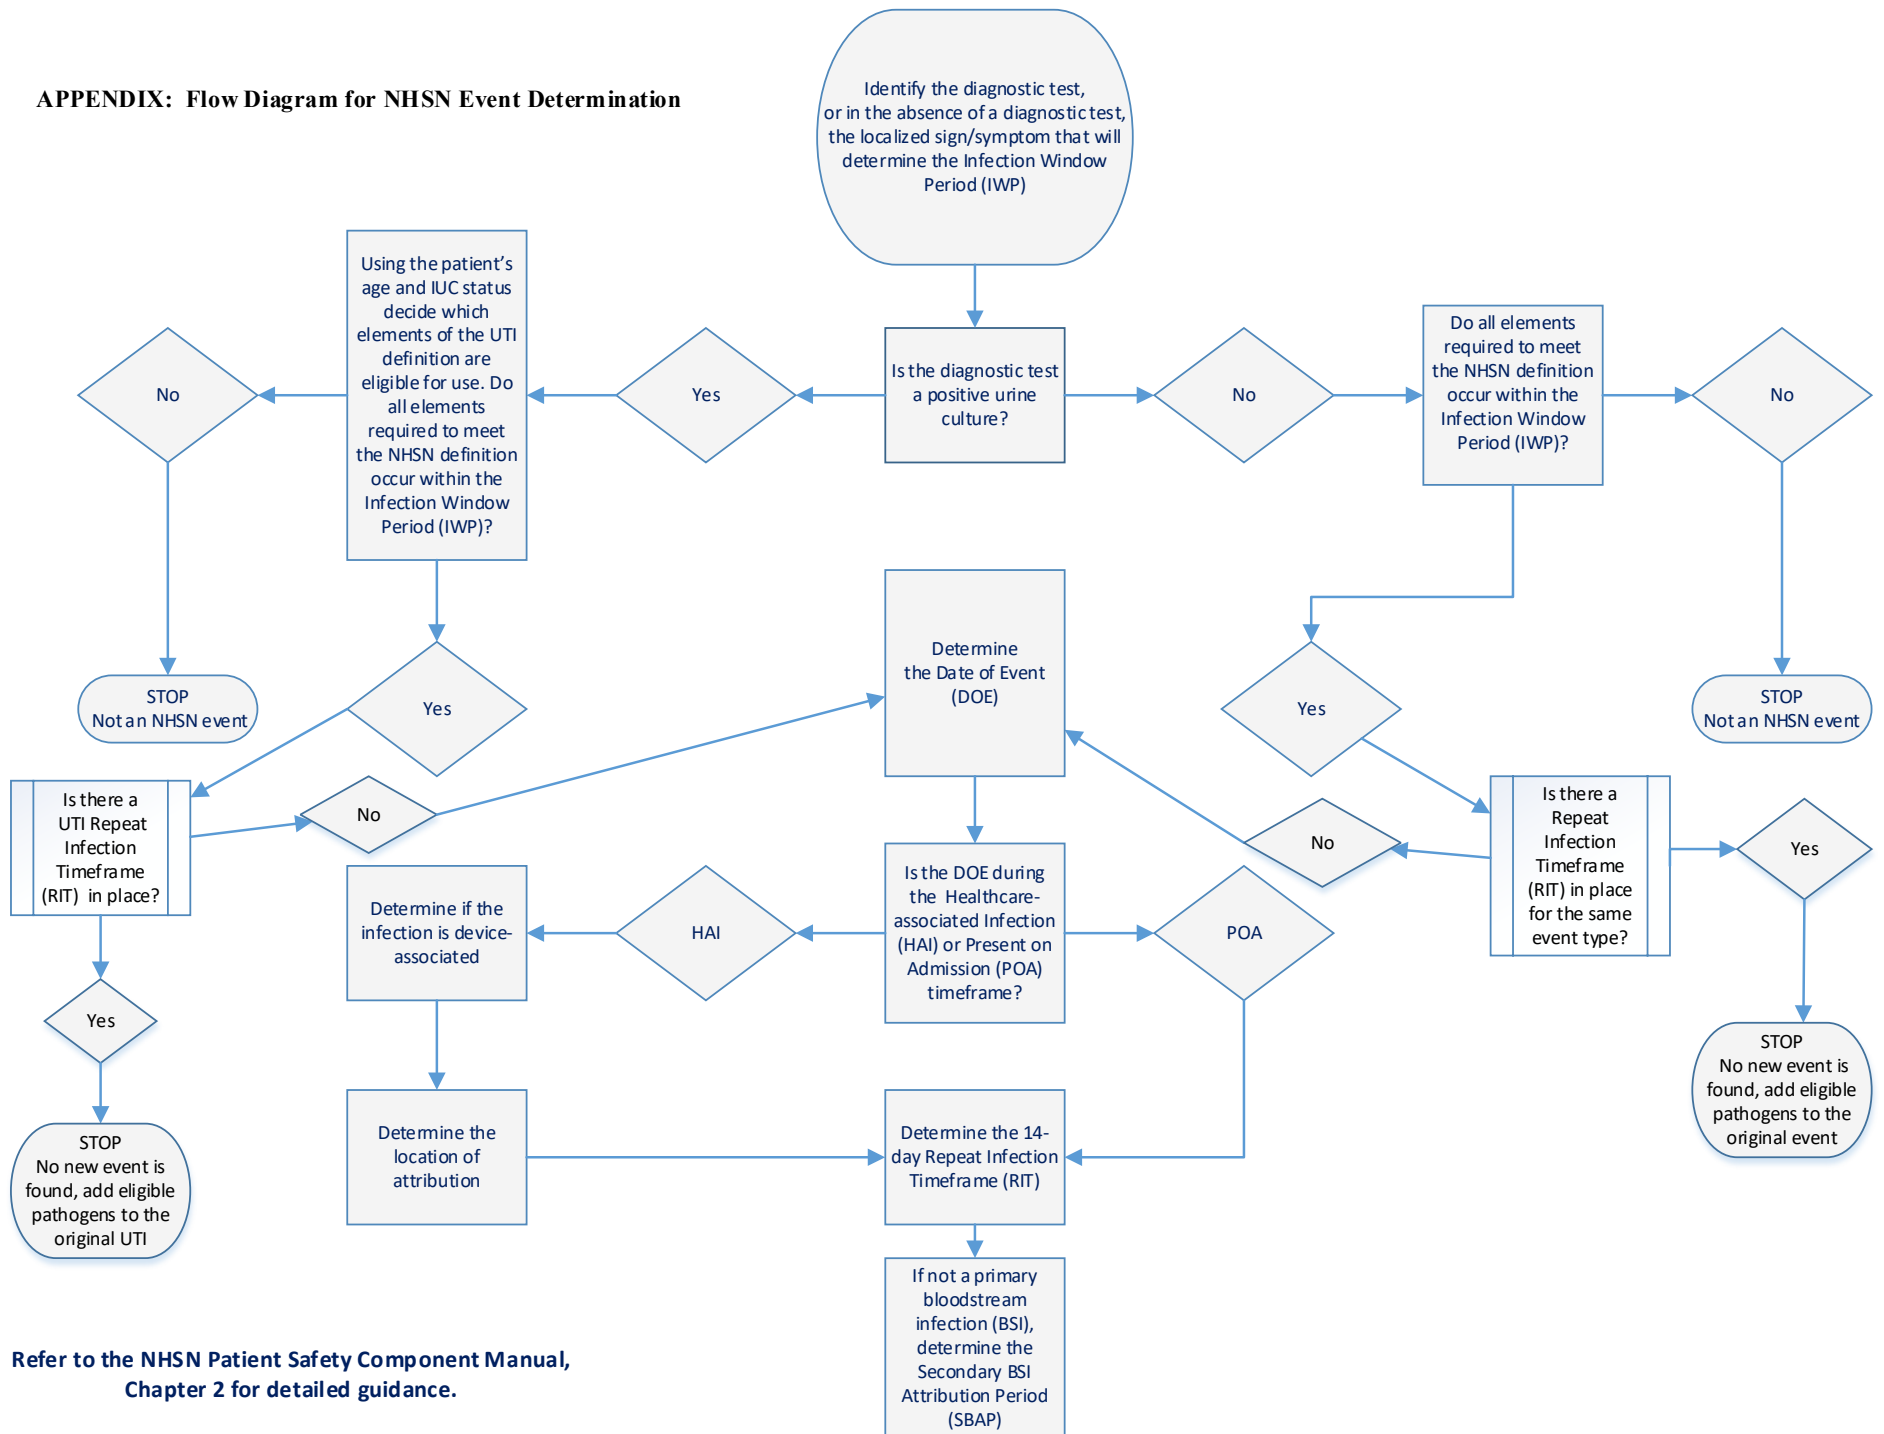 APPENDIX: Flow Diagram for NHSN Event Determination
Identify the diagnostic test,
or in the absence of a diagnostic test,
the localized sign/symptom that will
determine the Infection Window
Period (IWP)
Using the patient's
age and IUC status
decide which
elements of the UTI
definition are
eligible for use. Do
all elements
required to meet
the NHSN definition
occur within the
Infection Window
Period (IWP)?
No
Yes
Is the diagnostic test
a positive urine
culture?
No
Do all elements
required to meet
the NHSN definition
occur within the
Infection Window
Period (IWP)?
No
STOP
Not an NHSN event
Yes
Determine
the Date of Event
(DOE)
Yes
STOP
Not an NHSN event
Is there a
UTI Repeat
Infection
Timeframe
(RIT) in place?
No
No
Is there a
Repeat
Infection
Timeframe
(RIT) in place
for the same
event type?
Yes
Determine if the
infection is device-
associated
HAI
Is the DOE during
the Healthcare-
associated Infection
(HAI) or Present on
Admission (POA)
timeframe?
POA
Yes
STOP
No new event is
found, add eligible
pathogens to the
original UTI
Determine the
location of
attribution
Determine the 14-
day Repeat Infection
Timeframe (RIT)
STOP
No new event is
found, add eligible
pathogens to the
original event
If not a primary
bloodstream
infection (BSI),
determine the
Secondary BSI
Attribution Period
(SBAP)
Refer to the NHSN Patient Safety Component Manual,
Chapter 2 for detailed guidance.